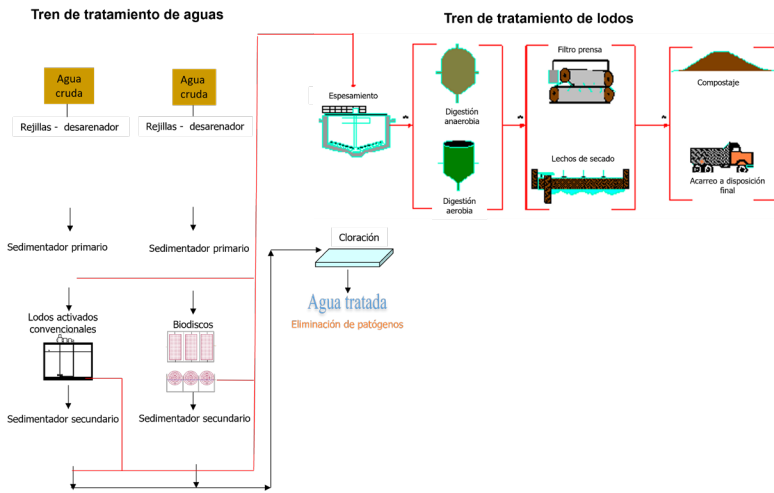 Tren de tratamiento de aguas
Tren de tratamiento de lodos
Agua
cruda
Agua
cruda
Rejillas - desarenador
Rejillas - desarenador
Sedimentador primario
Sedimentador primario
Lodos activados
convencionales
Biodiscos
Sedimentador secundario
Sedimentador secundario
Cloración
Agua tratada
Eliminación de patógenos
Espesamiento
Digestión
anaerobia
Digestión
aerobia
Filtro prensa
Lechos de secado
Compostaje
Acarreo a disposición
final